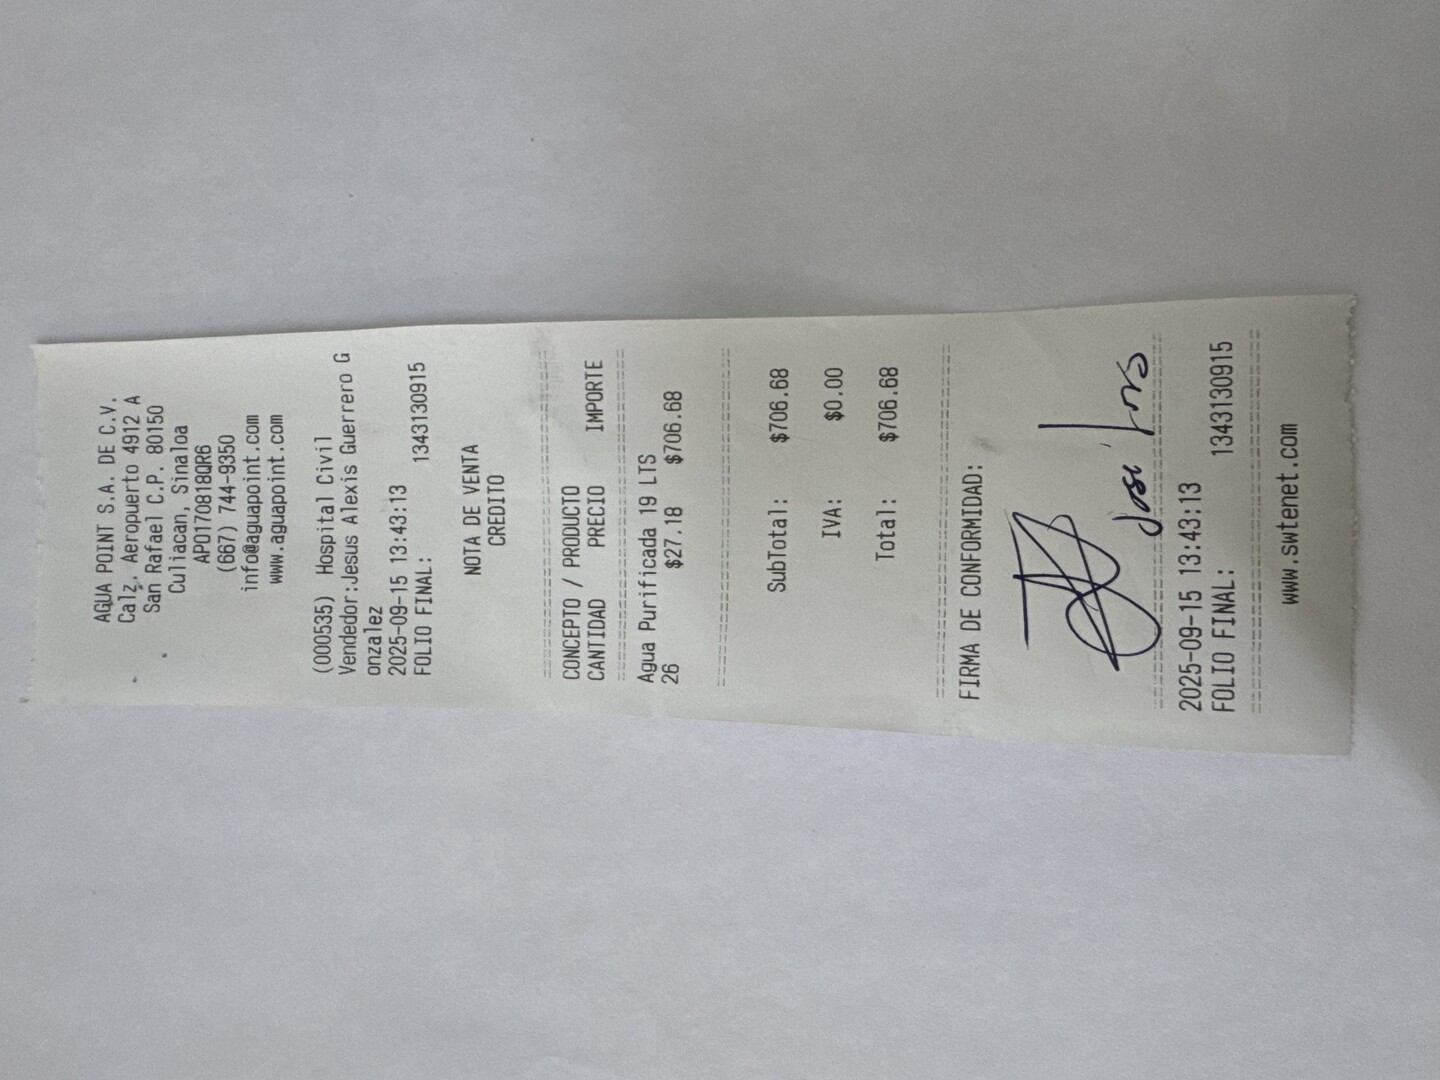 AGUA POINT S.A. DE C.V.
Calz. Aeropuerto 4912 A
San Rafael C.P. 80150
Culiacan, Sinaloa
APO170818QR6
(667) 744-9350
info@aguapoint.com
www.aguapoint.com
(000535) Hospital Civil
Vendedor:Jesus Alexis Guerrero G
onzalez
2025-09-15 13:43:13
FOLIO FINAL: 1343130915
NOTA DE VENTA
CREDITO
CONCEPTO / PRODUCTO
CANTIDAD PRECIO IMPORTE
Agua Purificada 19 LTS
26 $27.18 $706.68
SubTotal: $706.68
IVA: $0.00
Total: $706.68
FIRMA DE CONFORMIDAD:
José
2025-09-15 13:43:13
FOLIO FINAL: 1343130915
www.swtenet.com